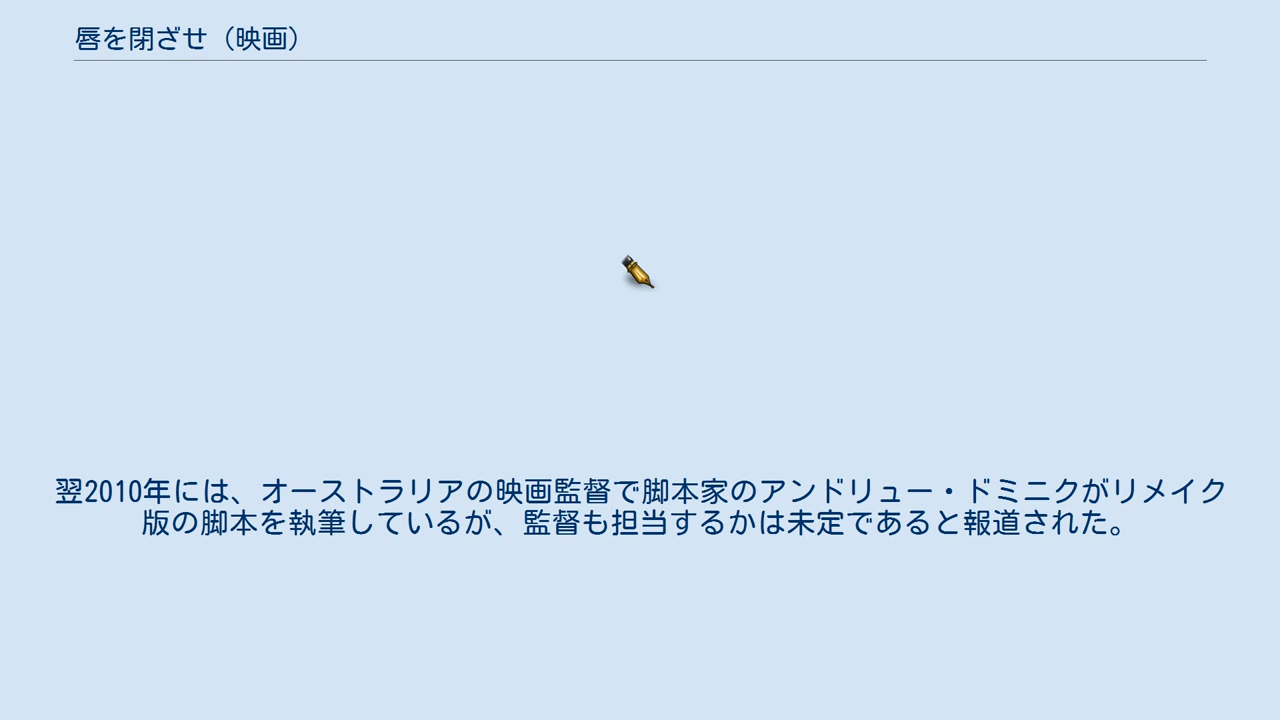 唇を閉ざせ（映画）
翌2010年には、オーストラリアの映画監督で脚本家のアンドリュー・ドミニクがリメイク
版の脚本を執筆しているが、監督も担当するかは未定であると報道された。